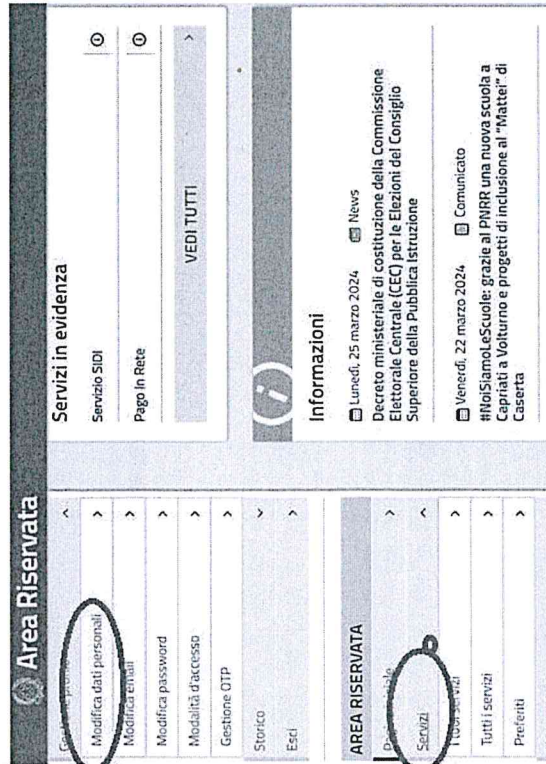 Area Riservata
Modifica dati personali
Modifica email
Modifica password
Modalità d'accesso
Gestione OTP
Storico
Esci
AREA RISERVATA
Servizi
I tuoi servizi
Tutti i servizi
Preferiti
Servizi in evidenza
Servizio SIDI
Pago In Rete
VEDI TUTTI
Informazioni
Lunedì, 25 marzo 2024 News
Decreto ministeriale di costituzione della Commissione
Elettorale Centrale (CEC) per le Elezioni del Consiglio
Superiore della Pubblica Istruzione
Venerdì, 22 marzo 2024 Comunicato
#NoiSiamoLeScuole: grazie al PNRR una nuova scuola a
Capriati a Volturno e progetti di inclusione al "Mattei" di
Caserta